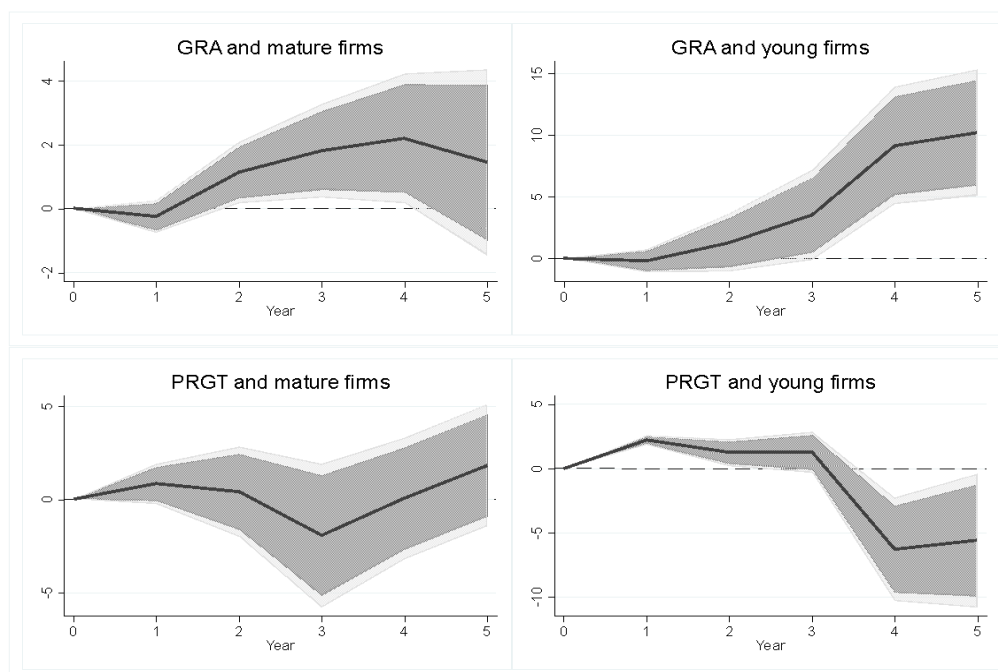 GRA and mature firms
4
2
0
-2
0 1 2 3 4 5
Year
GRA and young firms
15
10
5
0
0 1 2 3 4 5
Year
PRGT and mature firms
5
0
-5
0 1 2 3 4 5
Year
PRGT and young firms
5
0
-5
-10
0 1 2 3 4 5
Year